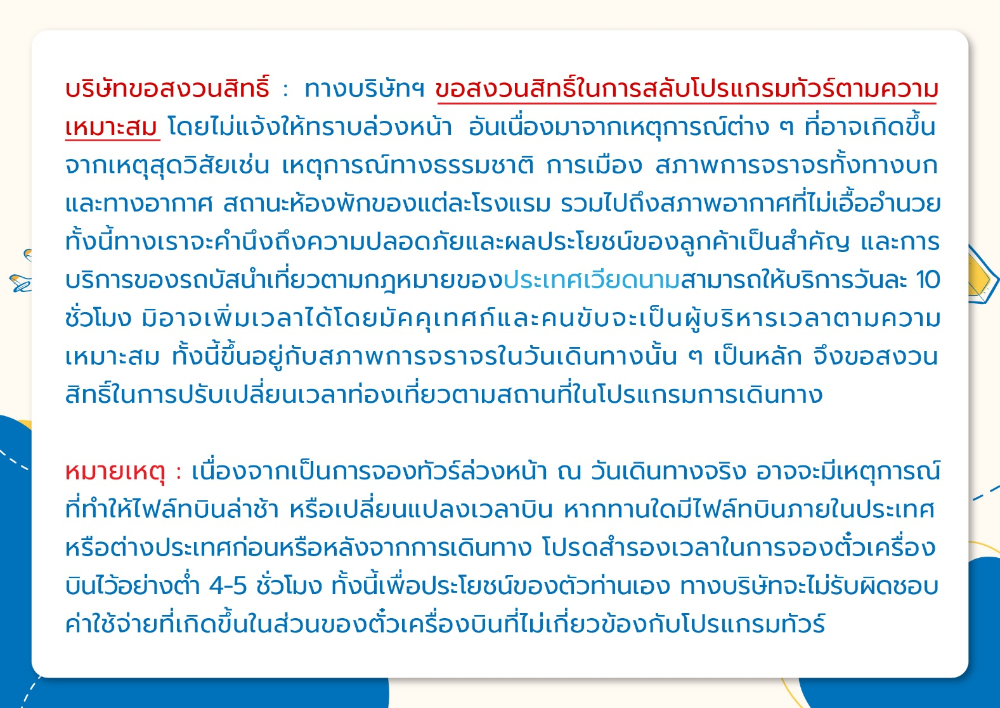 บริษัทขอสงวนสิทธิ์ : ทางบริษัทฯ ขอสงวนสิทธิ์ในการสลับโปรแกรมทัวร์ตามความ
เหมาะสม โดยไม่แจ้งให้ทราบล่วงหน้า อันเนื่องมาจากเหตุการณ์ต่าง ๆ ที่อาจเกิดขึ้น
จากเหตุสุดวิสัยเช่น เหตุการณ์ทางธรรมชาติ การเมือง สภาพการจราจรทั้งทางบก
และทางอากาศ สถานะห้องพักของแต่ละโรงแรม รวมไปถึงสภาพอากาศที่ไม่เอื้ออำนวย
ทั้งนี้ทางเราจะคำนึงถึงความปลอดภัยและผลประโยชน์ของลูกค้าเป็นสำคัญ และการ
บริการของรถบัสนำเที่ยวตามกฎหมายของประเทศเวียดนามสามารถให้บริการวันละ 10
ชั่วโมง มิอาจเพิ่มเวลาได้โดยมัคคุเทศก์และคนขับจะเป็นผู้บริหารเวลาตามความ
เหมาะสม ทั้งนี้ขึ้นอยู่กับสภาพการจราจรในวันเดินทางนั้น ๆ เป็นหลัก จึงขอสงวน
สิทธิ์ในการปรับเปลี่ยนเวลาท่องเที่ยวตามสถานที่ในโปรแกรมการเดินทาง
หมายเหตุ : เนื่องจากเป็นการจองทัวร์ล่วงหน้า ณ วันเดินทางจริง อาจจะมีเหตุการณ์
ที่ทำให้ไฟล์ทบินล่าช้า หรือเปลี่ยนแปลงเวลาบิน หากทานใดมีไฟล์ทบินภายในประเทศ
หรือต่างประเทศก่อนหรือหลังจากการเดินทาง โปรดสำรองเวลาในการจองตั๋วเครื่อง
บินไว้อย่างต่ำ 4-5 ชั่วโมง ทั้งนี้เพื่อประโยชน์ของตัวท่านเอง ทางบริษัทจะไม่รับผิดชอบ
ค่าใช้จ่ายที่เกิดขึ้นในส่วนของตั๋วเครื่องบินที่ไม่เกี่ยวข้องกับโปรแกรมทัวร์